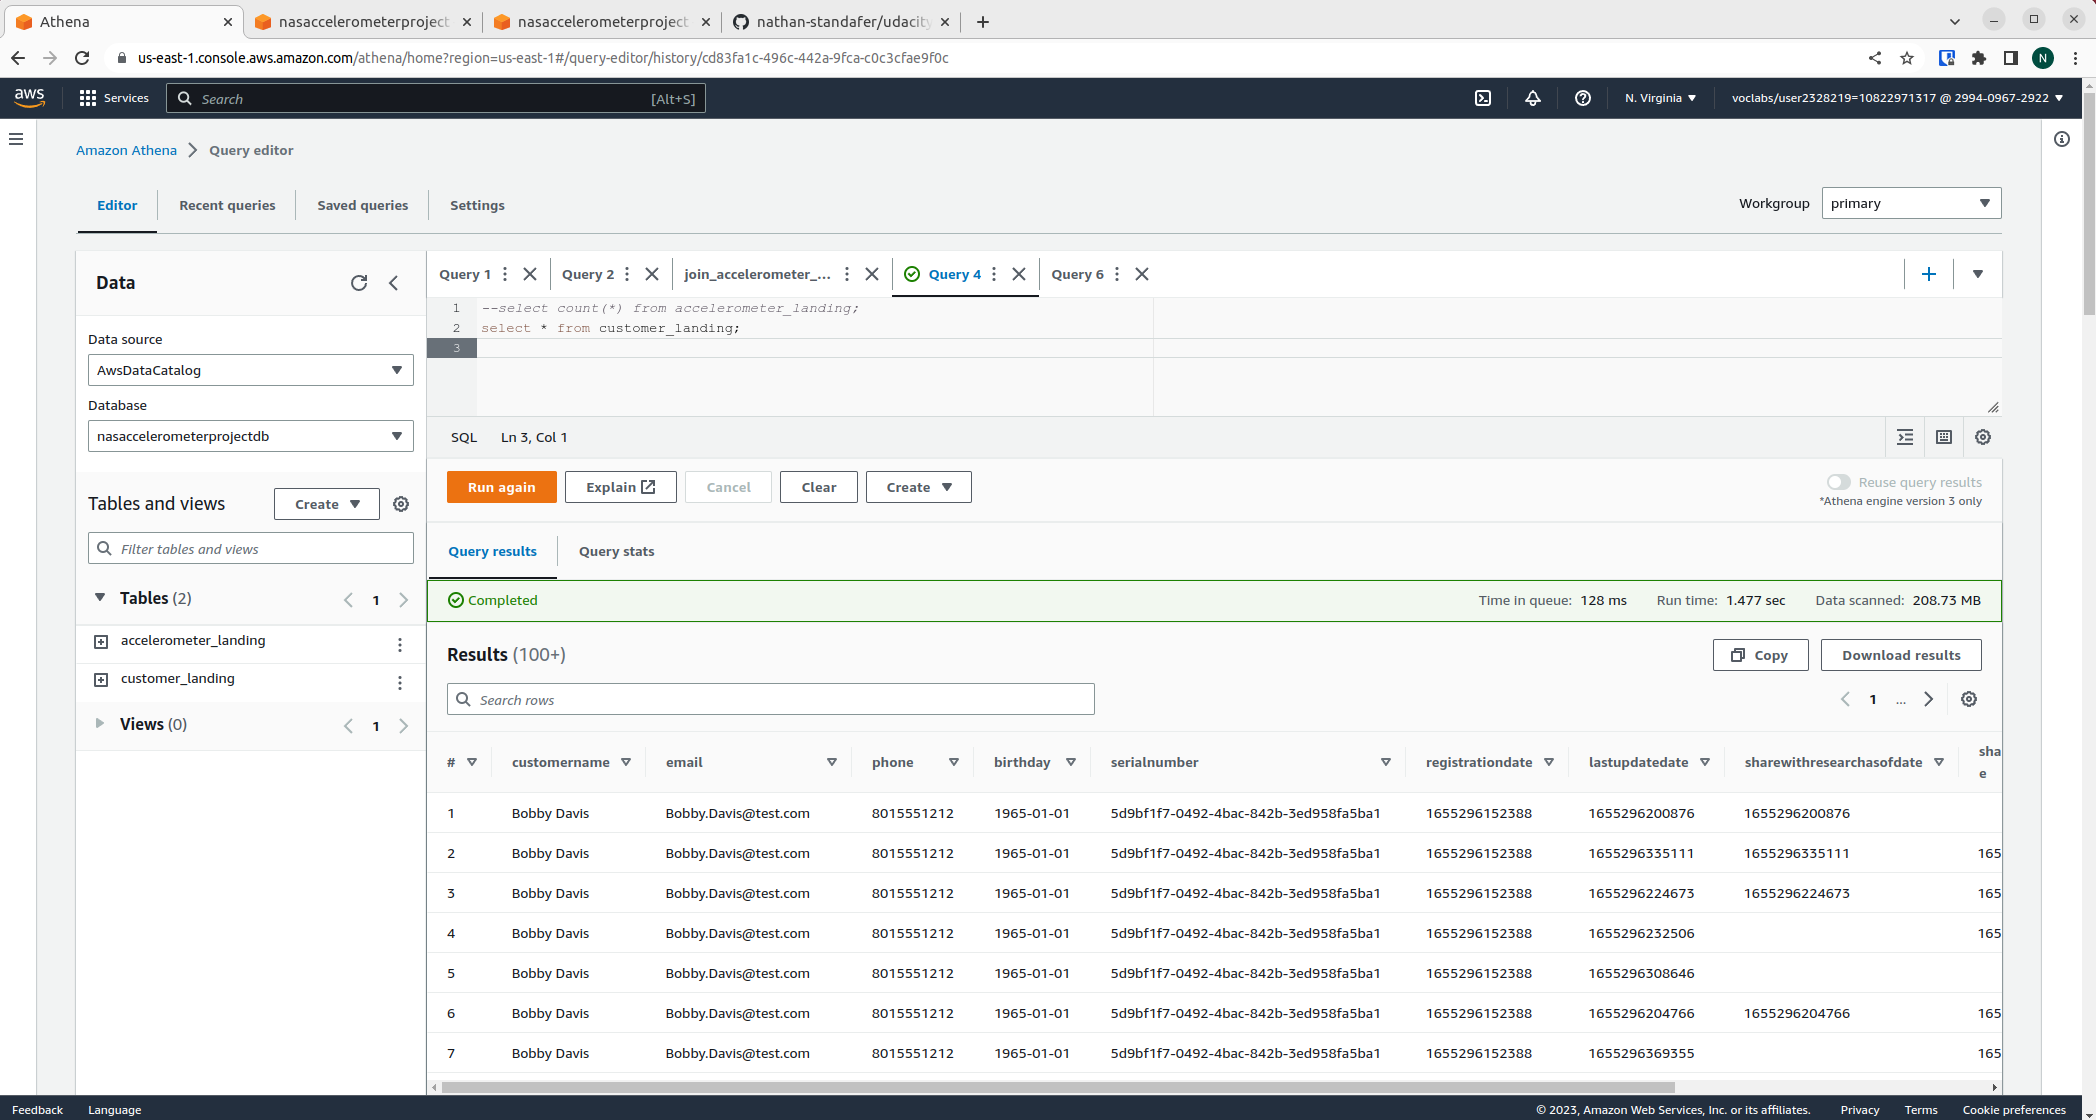 Athena
nasaccelerometerproject
nasaccelerometerproject
nathan-standafer/udacity
us-east-1.console.aws.amazon.com/athena/home?region=us-east-1#/query-editor/history/cd83fa1c-496c-442a-9fca-c0c3cfae9f0c
N
aws
Services
Search
[Alt+S]
N. Virginia
voclabs/user2328219=10822971317 @ 2994-0967-2922
Amazon Athena
Query editor
Editor
Recent queries
Saved queries
Settings
Workgroup
primary
Data
Data source
AwsDataCatalog
Database
nasaccelerometerprojectdb
Tables and views
Create
Filter tables and views
Tables (2)
1
accelerometer_landing
customer_landing
Views (0)
1
Query 1
Query 2
join_accelerometer_...
Query 4
Query 6
1 --select count(*) from accelerometer_landing;
2 select * from customer_landing;
3
SQL Ln 3, Col 1
Run again
Explain
Cancel
Clear
Create
Reuse query results
*Athena engine version 3 only
Query results
Query stats
Completed
Time in queue: 128 ms Run time: 1.477 sec Data scanned: 208.73 MB
Results (100+)
Copy
Download results
Search rows
1 ...
# customername email phone birthday serialnumber registrationdate lastupdatedate sharewithresearchasofdate sha
e
1 Bobby Davis Bobby.Davis@test.com 8015551212 1965-01-01 5d9bf1f7-0492-4bac-842b-3ed958fa5ba1 1655296152388 1655296200876 1655296200876
2 Bobby Davis Bobby.Davis@test.com 8015551212 1965-01-01 5d9bf1f7-0492-4bac-842b-3ed958fa5ba1 1655296152388 1655296335111 1655296335111 165
3 Bobby Davis Bobby.Davis@test.com 8015551212 1965-01-01 5d9bf1f7-0492-4bac-842b-3ed958fa5ba1 1655296152388 1655296224673 1655296224673 165
4 Bobby Davis Bobby.Davis@test.com 8015551212 1965-01-01 5d9bf1f7-0492-4bac-842b-3ed958fa5ba1 1655296152388 1655296232506 165
5 Bobby Davis Bobby.Davis@test.com 8015551212 1965-01-01 5d9bf1f7-0492-4bac-842b-3ed958fa5ba1 1655296152388 1655296308646
6 Bobby Davis Bobby.Davis@test.com 8015551212 1965-01-01 5d9bf1f7-0492-4bac-842b-3ed958fa5ba1 1655296152388 1655296204766 1655296204766 165
7 Bobby Davis Bobby.Davis@test.com 8015551212 1965-01-01 5d9bf1f7-0492-4bac-842b-3ed958fa5ba1 1655296152388 1655296369355 165
Feedback Language © 2023, Amazon Web Services, Inc. or its affiliates. Privacy Terms Cookie preferences